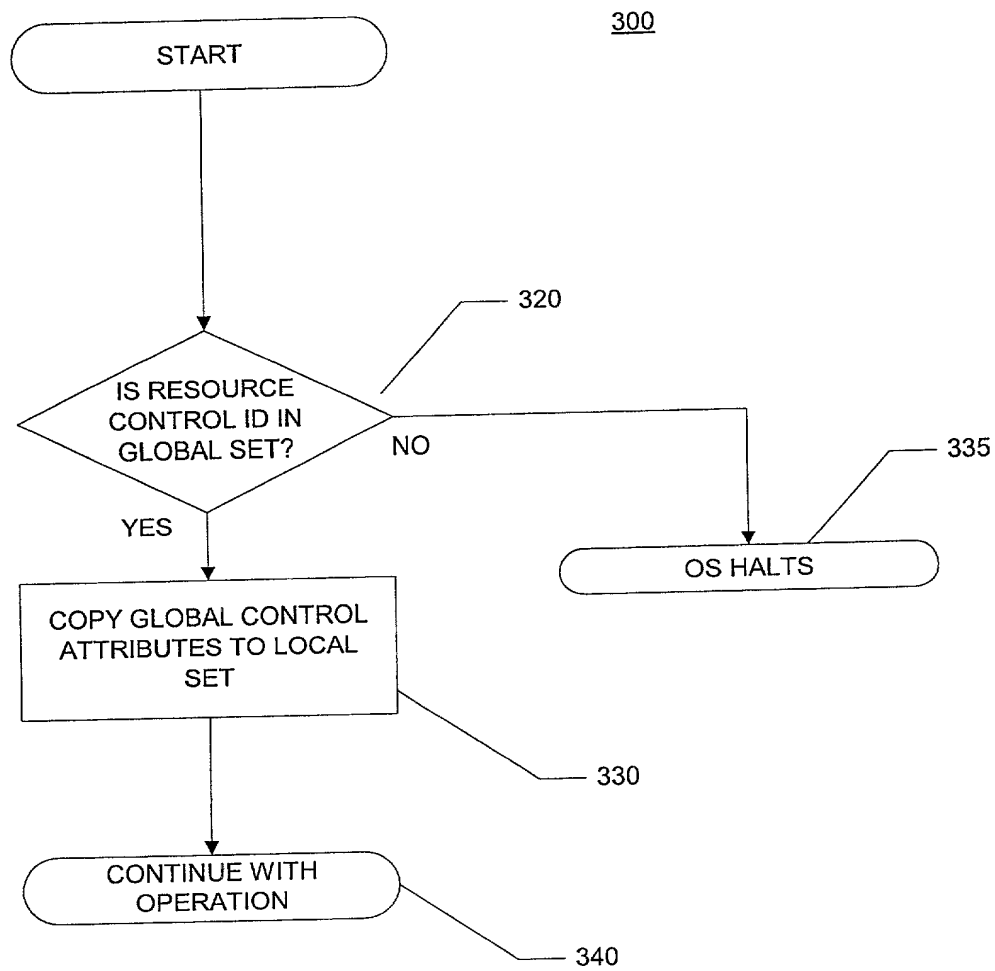 300
START
320
IS RESOURCE
CONTROL ID IN
GLOBAL SET?
NO
335
YES
OS HALTS
COPY GLOBAL CONTROL
ATTRIBUTES TO LOCAL
SET
330
CONTINUE WITH
OPERATION
340